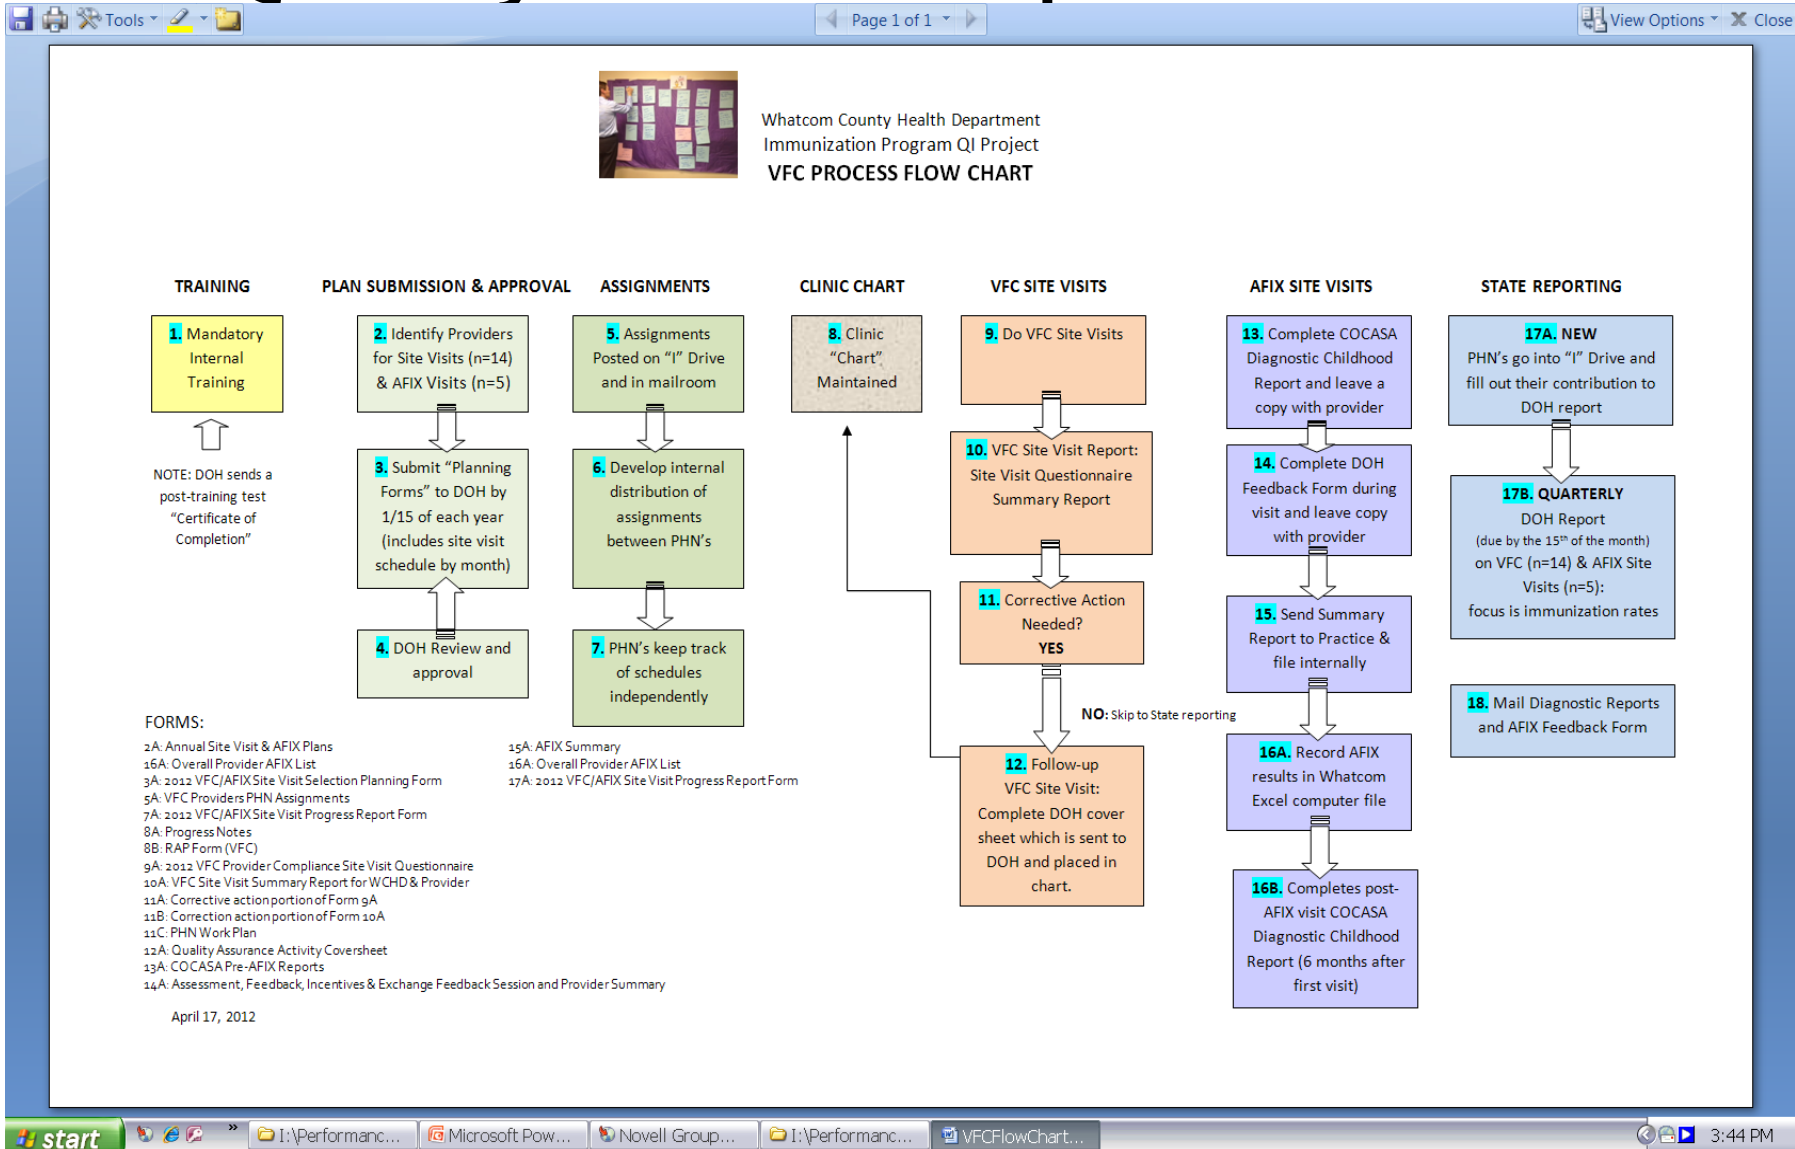 Tools
Page 1 of 1
View Options
Close
Whatcom County Health Department
Immunization Program QI Project
VFC PROCESS FLOW CHART
TRAINING
1. Mandatory
Internal
Training
NOTE: DOH sends a
post-training test
“Certificate of
Completion”
PLAN SUBMISSION & APPROVAL
2. Identify Providers
for Site Visits (n=14)
& AFIX Visits (n=5)
3. Submit “Planning
Forms” to DOH by
1/15 of each year
(includes site visit
schedule by month)
4. DOH Review and
approval
ASSIGNMENTS
5. Assignments
Posted on “I” Drive
and in mailroom
6. Develop internal
distribution of
assignments
between PHN’s
7. PHN’s keep track
of schedules
independently
CLINIC CHART
8. Clinic
“Chart”
Maintained
VFC SITE VISITS
9. Do VFC Site Visits
10. VFC Site Visit Report:
Site Visit Questionnaire
Summary Report
11. Corrective Action
Needed?
YES
NO: Skip to State reporting
12. Follow-up
VFC Site Visit:
Complete DOH cover
sheet which is sent to
DOH and placed in
chart.
AFIX SITE VISITS
13. Complete COCASA
Diagnostic Childhood
Report and leave a
copy with provider
14. Complete DOH
Feedback Form during
visit and leave copy
with provider
15. Send Summary
Report to Practice &
file internally
16A. Record AFIX
results in Whatcom
Excel computer file
16B. Completes post-
AFIX visit COCASA
Diagnostic Childhood
Report (6 months after
first visit)
STATE REPORTING
17A. NEW
PHN’s go into “I” Drive and
fill out their contribution to
DOH report
17B. QUARTERLY
DOH Report
(due by the 15th of the month)
on VFC (n=14) & AFIX Site
Visits (n=5):
focus is immunization rates
18. Mail Diagnostic Reports
and AFIX Feedback Form
FORMS:
2A: Annual Site Visit & AFIX Plans
16A: Overall Provider AFIX List
3A: 2012 VFC/AFIX Site Visit Selection Planning Form
5A: VFC Providers PHN Assignments
7A: 2012 VFC/AFIX Site Visit Progress Report Form
8A: Progress Notes
8B: RAP Form (VFC)
9A: 2012 VFC Provider Compliance Site Visit Questionnaire
10A: VFC Site Visit Summary Report for WCHD & Provider
11A: Corrective action portion of Form 9A
11B: Correction action portion of Form 10A
11C: PHN Work Plan
12A: Quality Assurance Activity Coversheet
13A: COCASA Pre-AFIX Reports
14A: Assessment, Feedback, Incentives & Exchange Feedback Session and Provider Summary
15A: AFIX Summary
16A: Overall Provider AFIX List
17A: 2012 VFC/AFIX Site Visit Progress Report Form
April 17, 2012
start
I:\Performanc...
Microsoft Pow...
Novell Group...
I:\Performanc...
VFCFlowChart...
3:44 PM